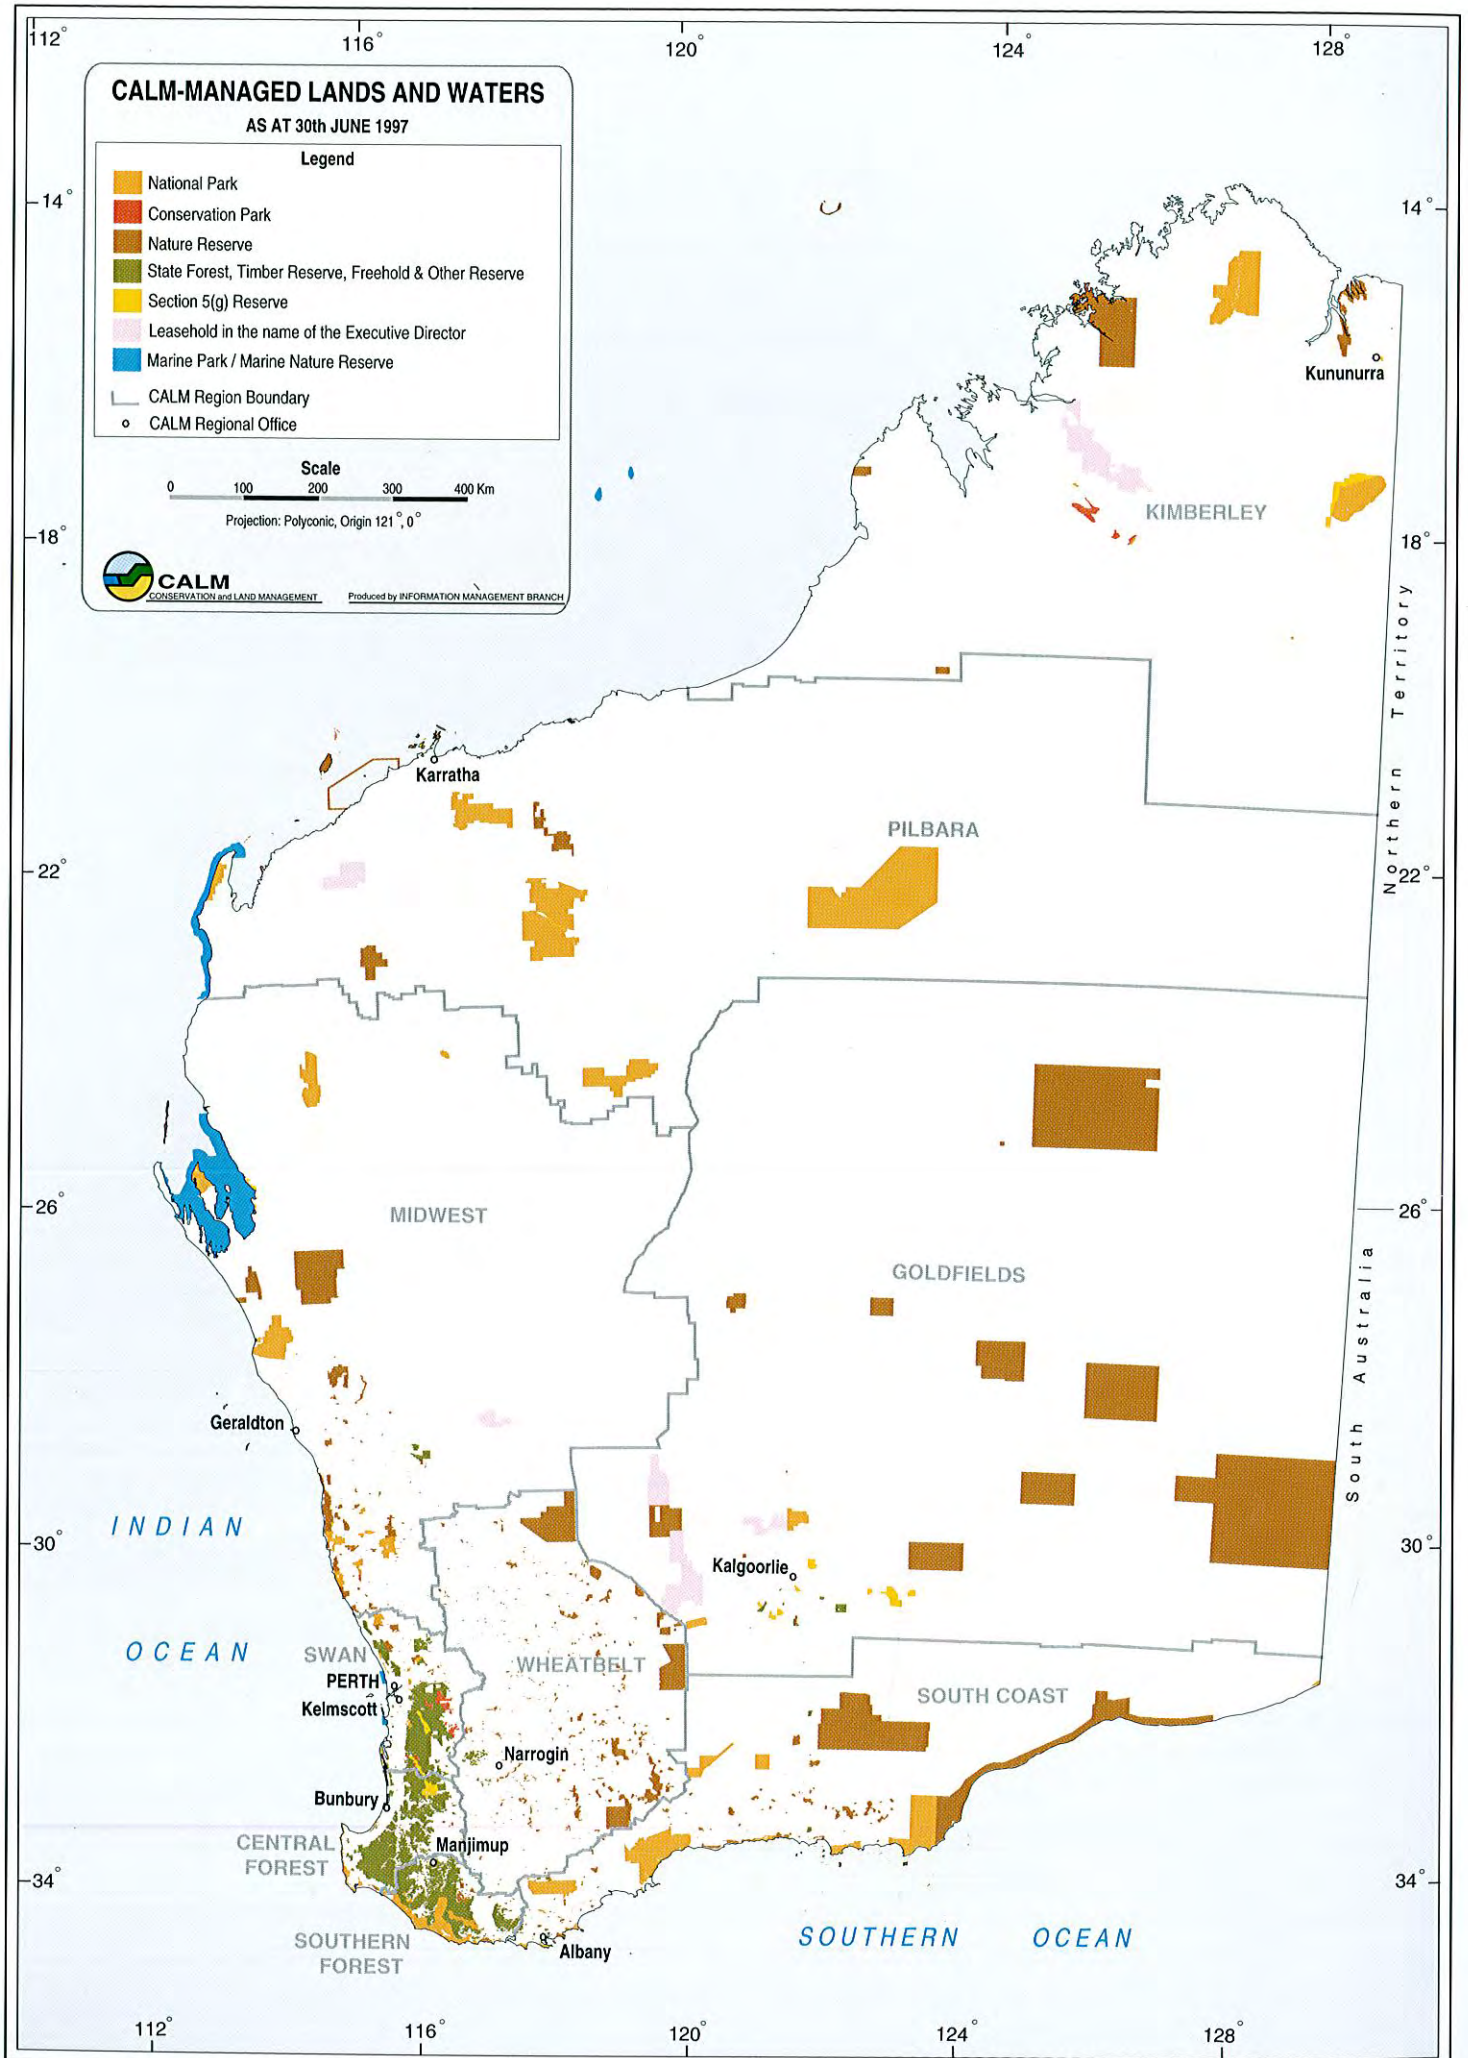 112°
116°
120°
124°
128°
CALM-MANAGED LANDS AND WATERS
AS AT 30th JUNE 1997
Legend
National Park
Conservation Park
Nature Reserve
State Forest, Timber Reserve, Freehold & Other Reserve
Section 5(g) Reserve
Leasehold in the name of the Executive Director
Marine Park / Marine Nature Reserve
CALM Region Boundary
CALM Regional Office
Scale
0 100 200 300 400 Km
Projection: Polyconic, Origin 121°, 0°
CALM
CONSERVATION and LAND MANAGEMENT
Produced by INFORMATION MANAGEMENT BRANCH
14°
14°
Kununurra
KIMBERLEY
18°
18°
Northern Territory
Karratha
PILBARA
22°
22°
MIDWEST
26°
26°
GOLDFIELDS
South Australia
Geraldton
INDIAN
30°
30°
Kalgoorlie
OCEAN
SWAN
WHEATBELT
PERTH
Kelmscott
SOUTH COAST
Narrogin
Bunbury
CENTRAL
FOREST
Manjimup
34°
34°
SOUTHERN
FOREST
Albany
SOUTHERN OCEAN
112°
116°
120°
124°
128°